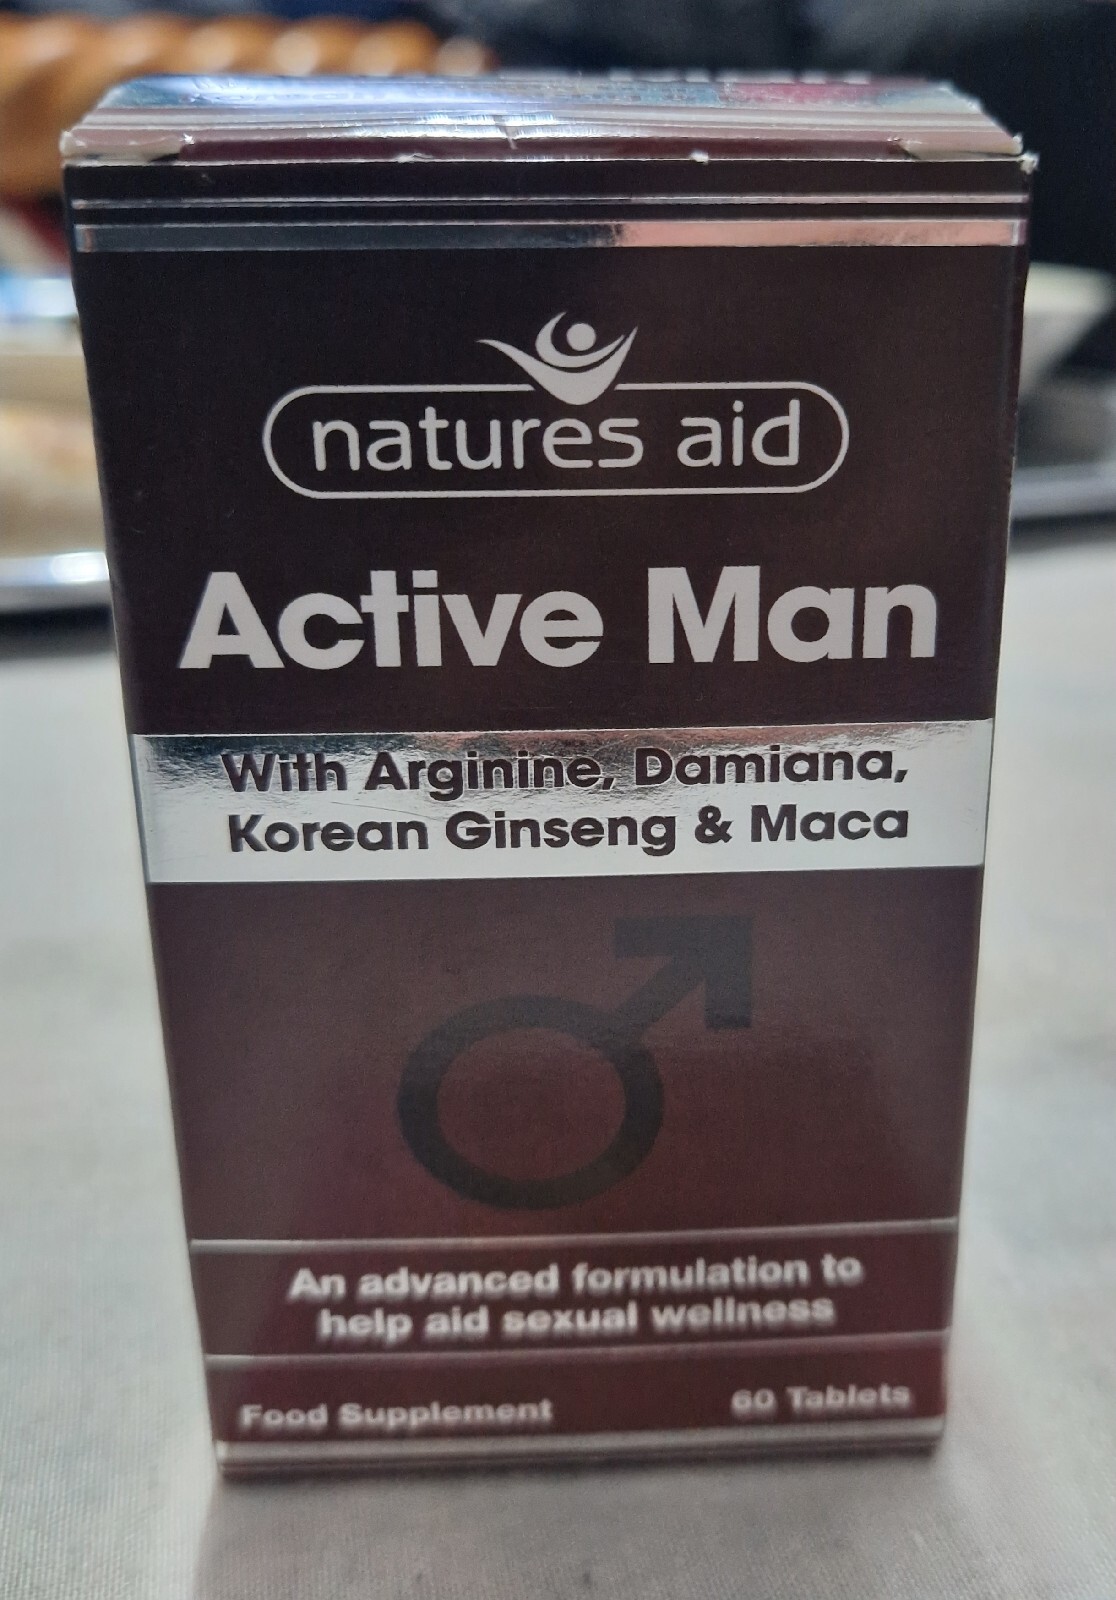 natures aid
Active Man
With Arginine, Damiana,
Korean Ginseng & Maca
An advanced formulation to
help aid sexual wellness
Food Supplement
60 Tablets